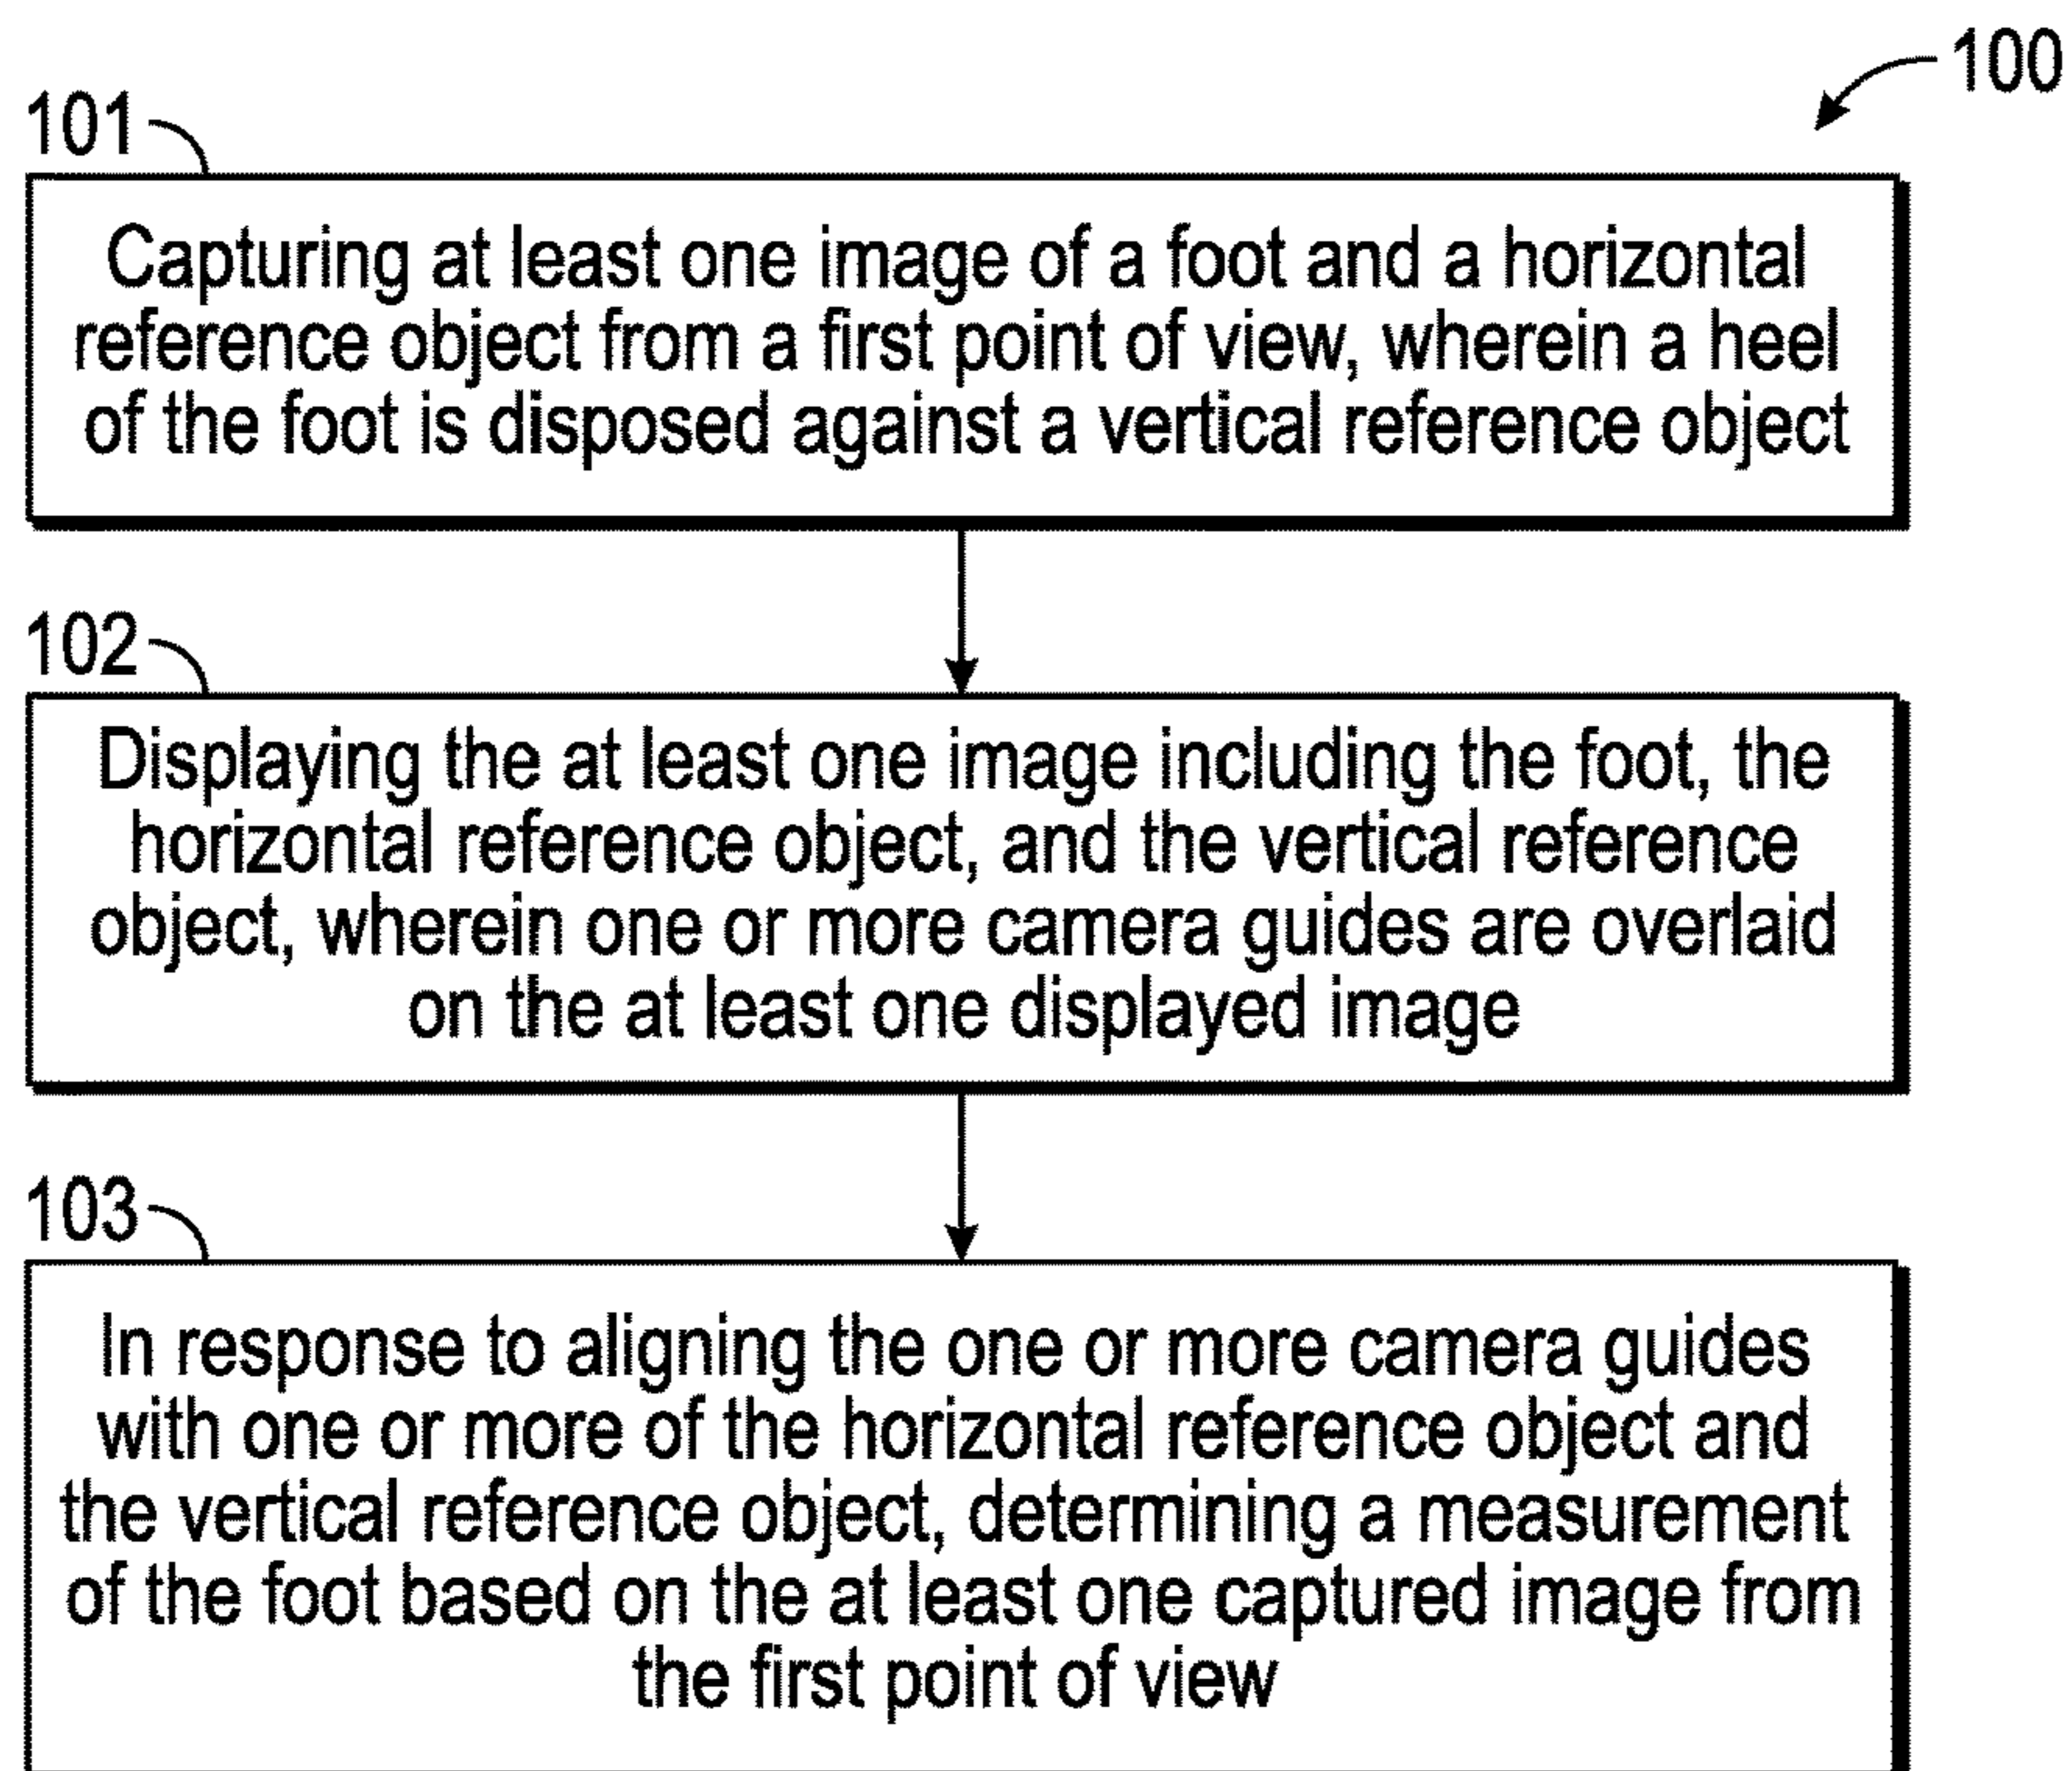 100
101
Capturing at least one image of a foot and a horizontal
reference object from a first point of view, wherein a heel
of the foot is disposed against a vertical reference object
102
Displaying the at least one image including the foot, the
horizontal reference object, and the vertical reference
object, wherein one or more camera guides are overlaid
on the at least one displayed image
103
In response to aligning the one or more camera guides
with one or more of the horizontal reference object and
the vertical reference object, determining a measurement
of the foot based on the at least one captured image from
the first point of view